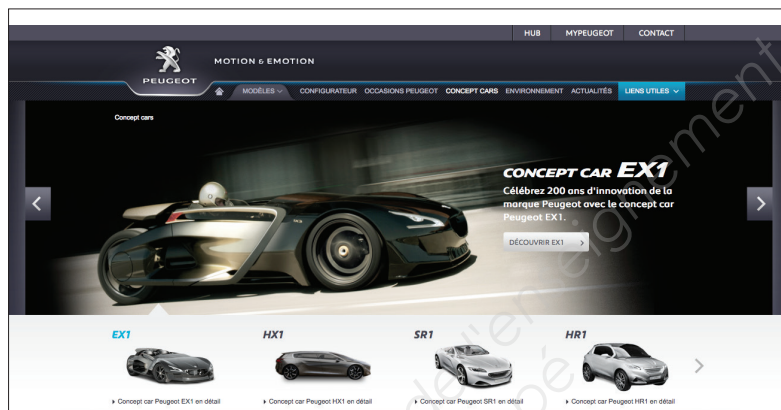 HUB MYPEUGEOT CONTACT
MOTION & EMOTION
PEUGEOT
MODÈLES CONFIGURATEUR OCCASIONS PEUGEOT CONCEPT CARS ENVIRONNEMENT ACTUALITÉS LIENS UTILES
Concept cars
CONCEPT CAR EX1
Célébrez 200 ans d'innovation de la
marque Peugeot avec le concept car
Peugeot EX1.
DÉCOUVRIR EX1
EX1 HX1 SR1 HR1
Concept car Peugeot EX1 en détail Concept car Peugeot HX1 en détail Concept car Peugeot SR1 en détail Concept car Peugeot HR1 en détail